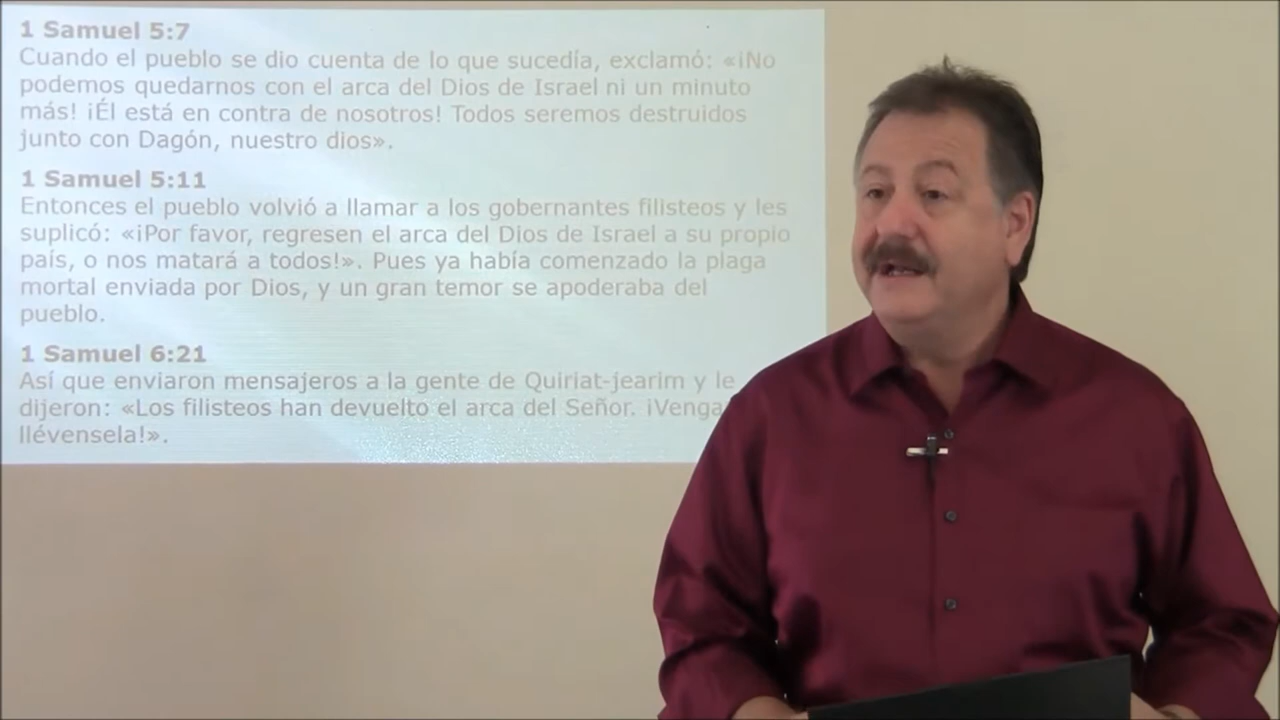 1 Samuel 5:7
Cuando el pueblo se dio cuenta de lo que sucedía, exclamó: «¡No
podemos quedarnos con el arca del Dios de Israel ni un minuto
más! ¡Él está en contra de nosotros! Todos seremos destruidos
junto con Dagón, nuestro dios».
1 Samuel 5:11
Entonces el pueblo volvió a llamar a los gobernantes filisteos y les
suplicó: «¡Por favor, regresen el arca del Dios de Israel a su propio
país, o nos matará a todos!». Pues ya había comenzado la plaga
mortal enviada por Dios, y un gran temor se apoderaba del
pueblo.
1 Samuel 6:21
Así que enviaron mensajeros a la gente de Quiriat-jearim y le
dijeron: «Los filisteos han devuelto el arca del Señor.
llévensela!».